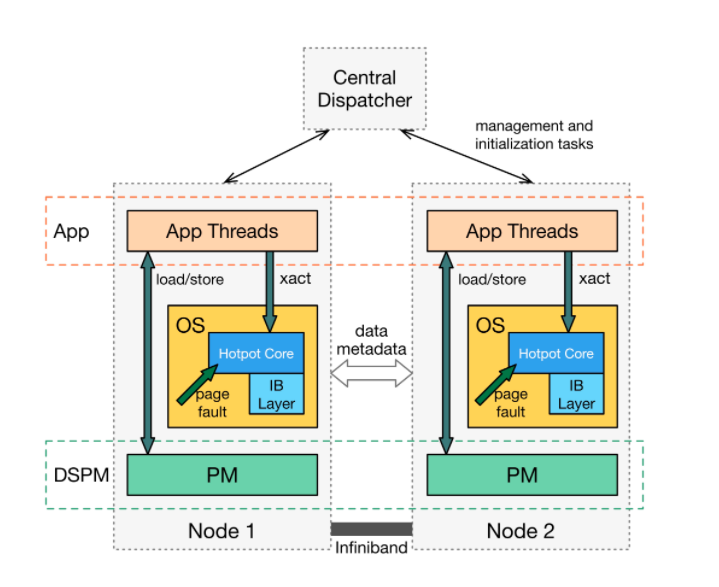 Central
Dispatcher
management and
initialization tasks
App
App Threads
App Threads
load/store
xact
load/store
xact
OS
Hotpot Core
IB
Layer
page
fault
data
metadata
OS
Hotpot Core
IB
Layer
page
fault
DSPM
PM
PM
Node 1
Node 2
Infiniband